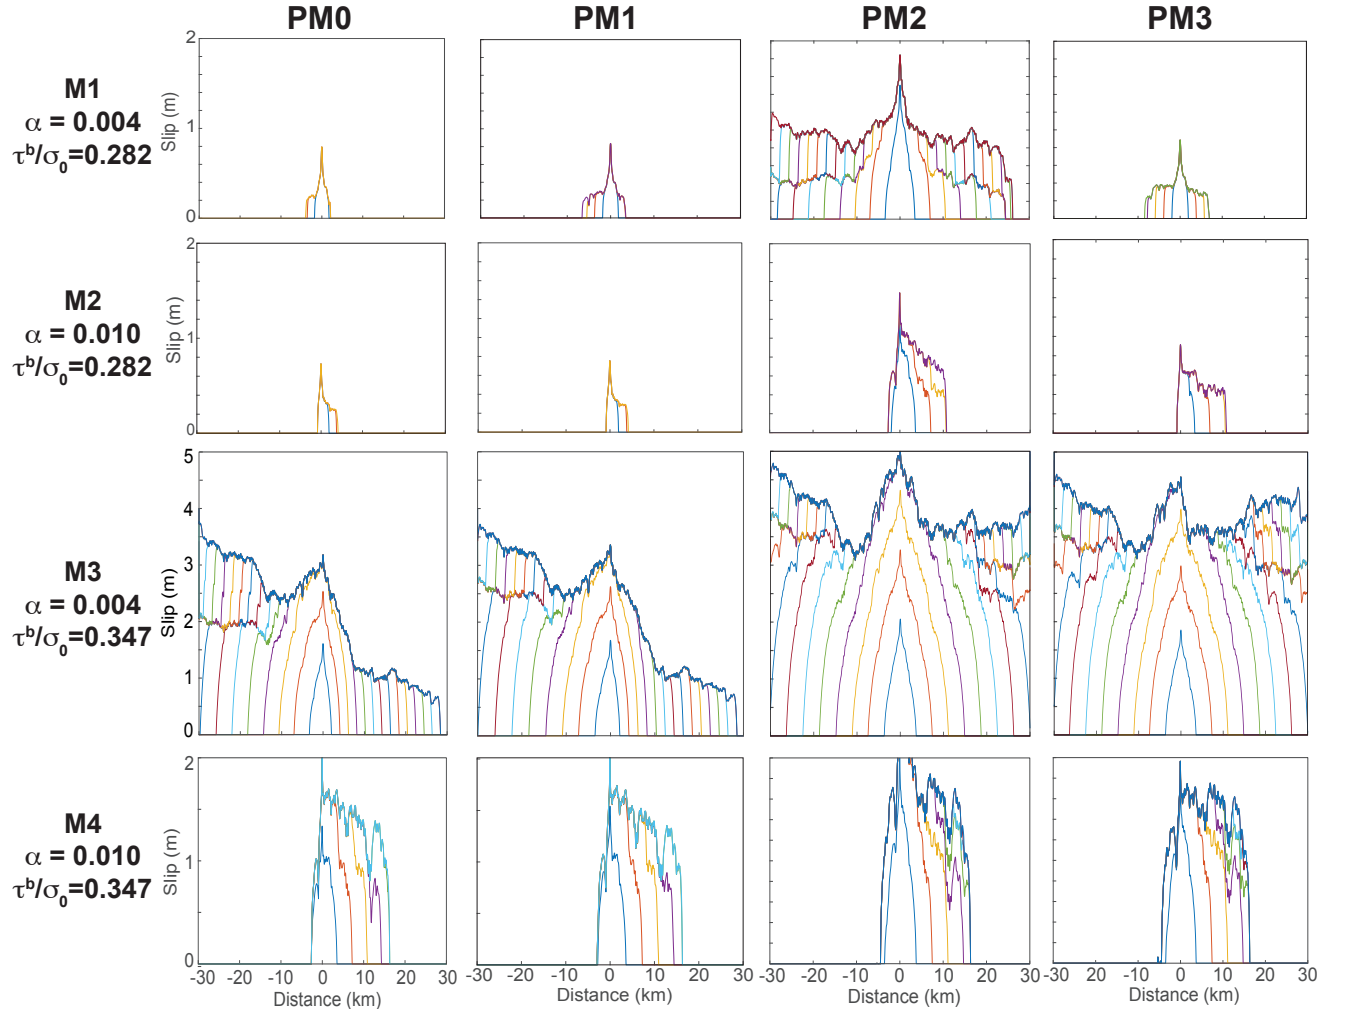 PM0 PM1 PM2 PM3
M1
α = 0.004
τᵇ/σ₀=0.282
Slip (m)
2
1
0
M2
α = 0.010
τᵇ/σ₀=0.282
Slip (m)
2
1
0
M3
α = 0.004
τᵇ/σ₀=0.347
Slip (m)
5
4
3
2
1
0
M4
α = 0.010
τᵇ/σ₀=0.347
Slip (m)
2
1
0
-30 -20 -10 0 10 20 30
Distance (km)
-30 -20 -10 0 10 20 30
Distance (km)
-30 -20 -10 0 10 20 30
Distance (km)
-30 -20 -10 0 10 20 30
Distance (km)